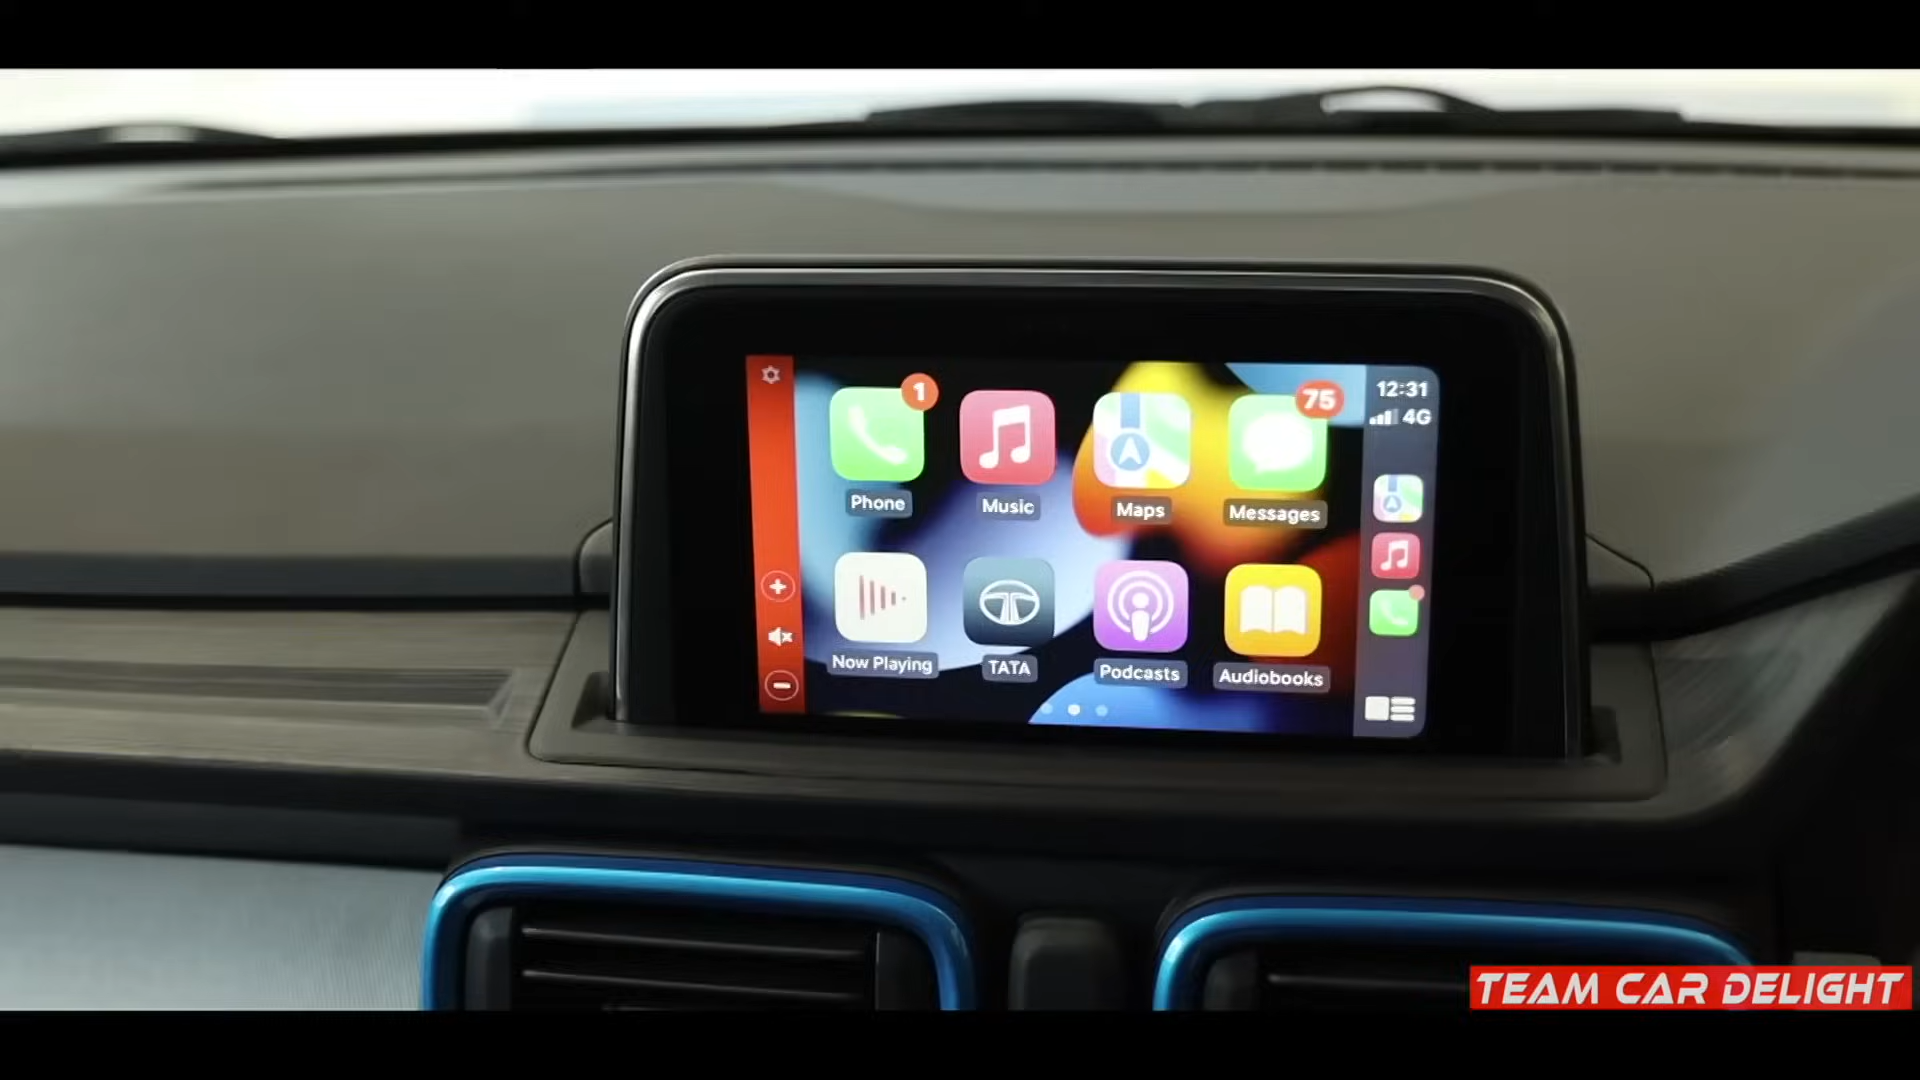 1
75
12:31
4G
Phone
Music
Maps
Messages
Now Playing
TATA
Podcasts
Audiobooks
TEAM CAR DELIGHT